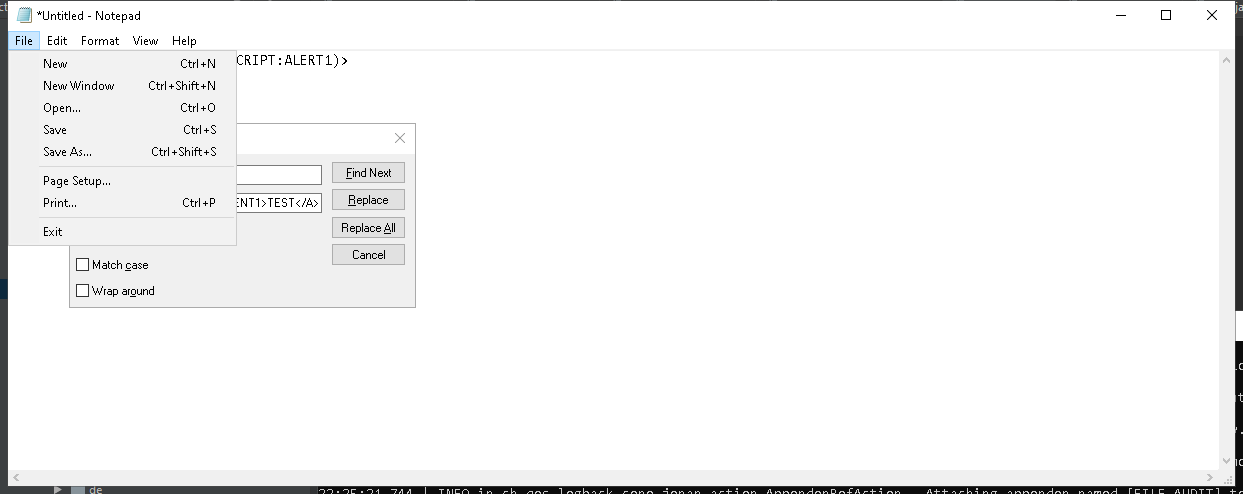 *Untitled - Notepad
File Edit Format View Help
New Ctrl+N
New Window Ctrl+Shift+N
Open... Ctrl+O
Save Ctrl+S
Save As... Ctrl+Shift+S
Page Setup... 
Print... Ctrl+P
Exit
CRIPT:ALERT1)>
Find Next
ENT1>TEST</A>
Replace
Replace All
Cancel
Match case
Wrap around
de
22:25:21.744 | INFO in ch.qos.logback.core.joran.action.AppenderRefAction - Attaching appender named [FILE_AUDIT]